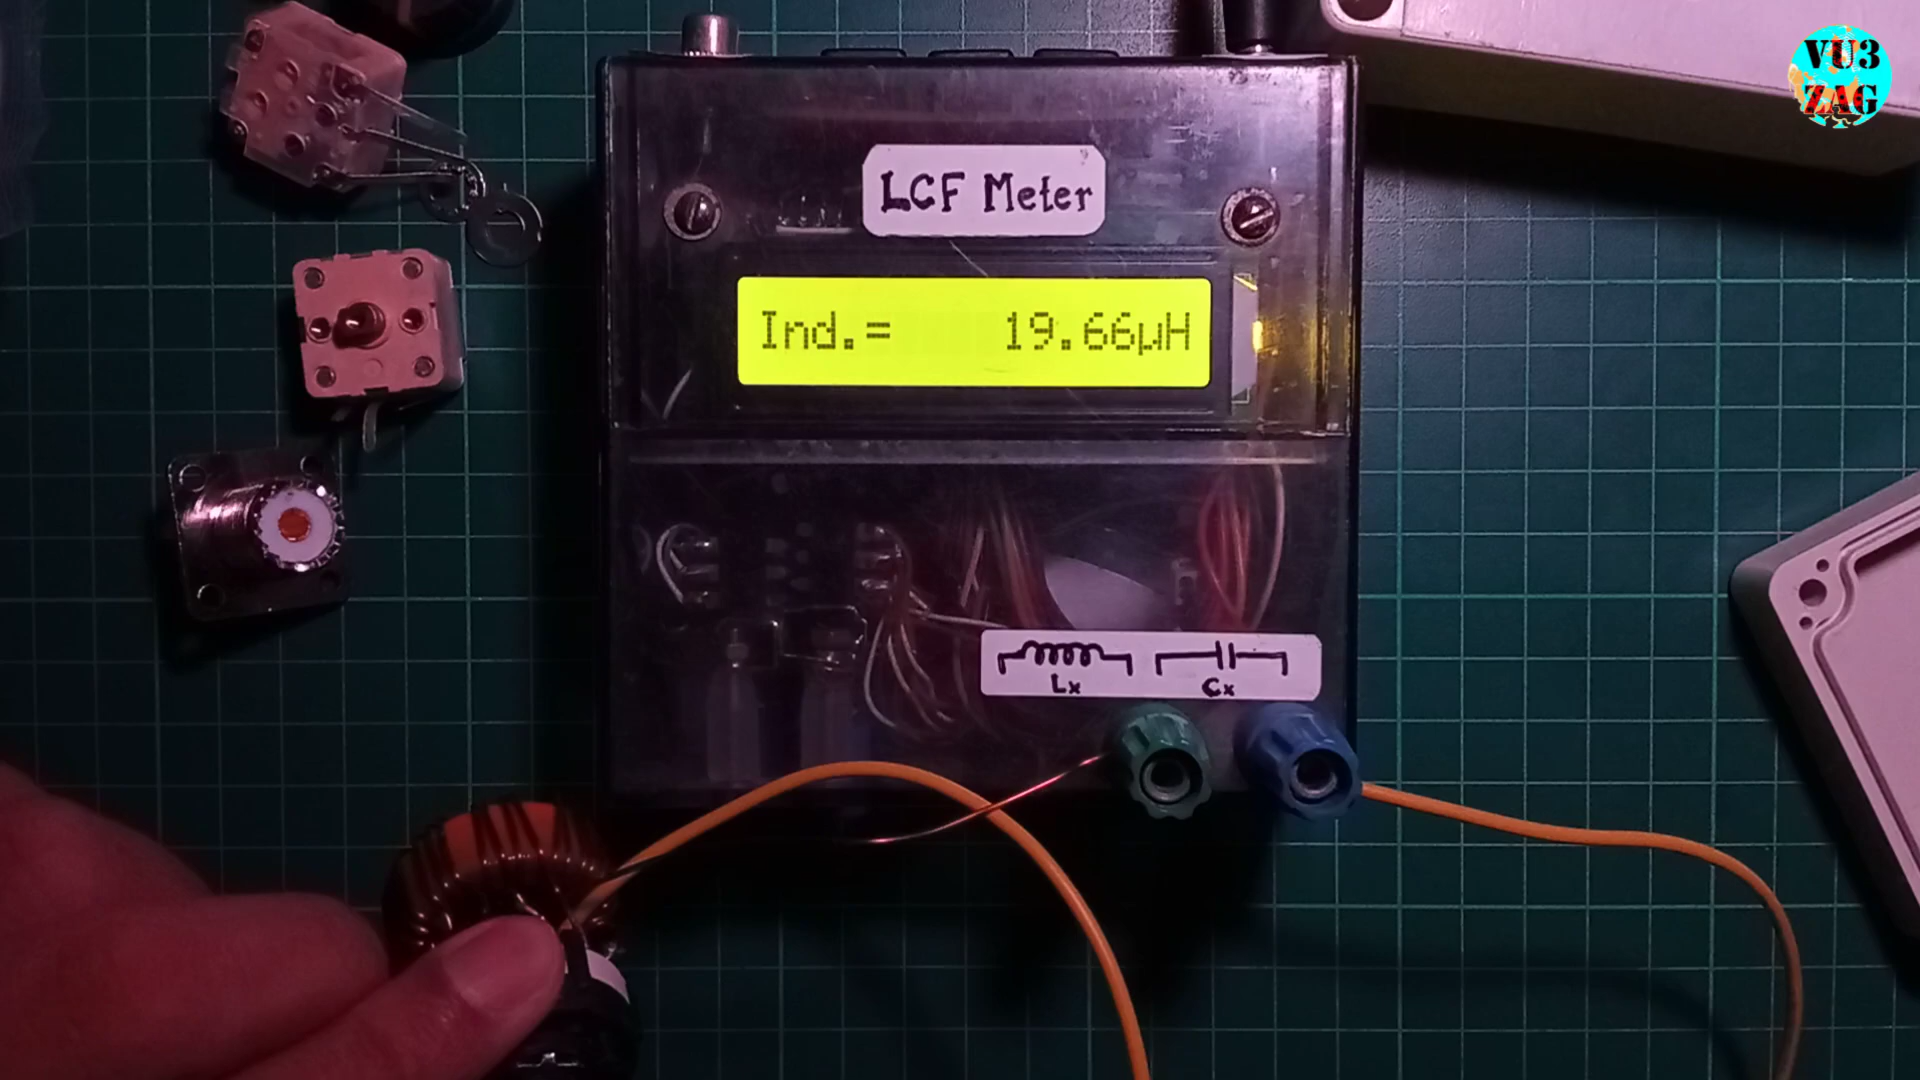 VU3
ZAG
LCF Meter
Ind.= 19.66µH
Lx Cx